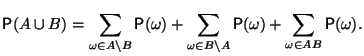 P(A ∪ B) = ∑_{ω∈A\B} P(ω) + ∑_{ω∈B\A} P(ω) + ∑_{ω∈AB} P(ω).